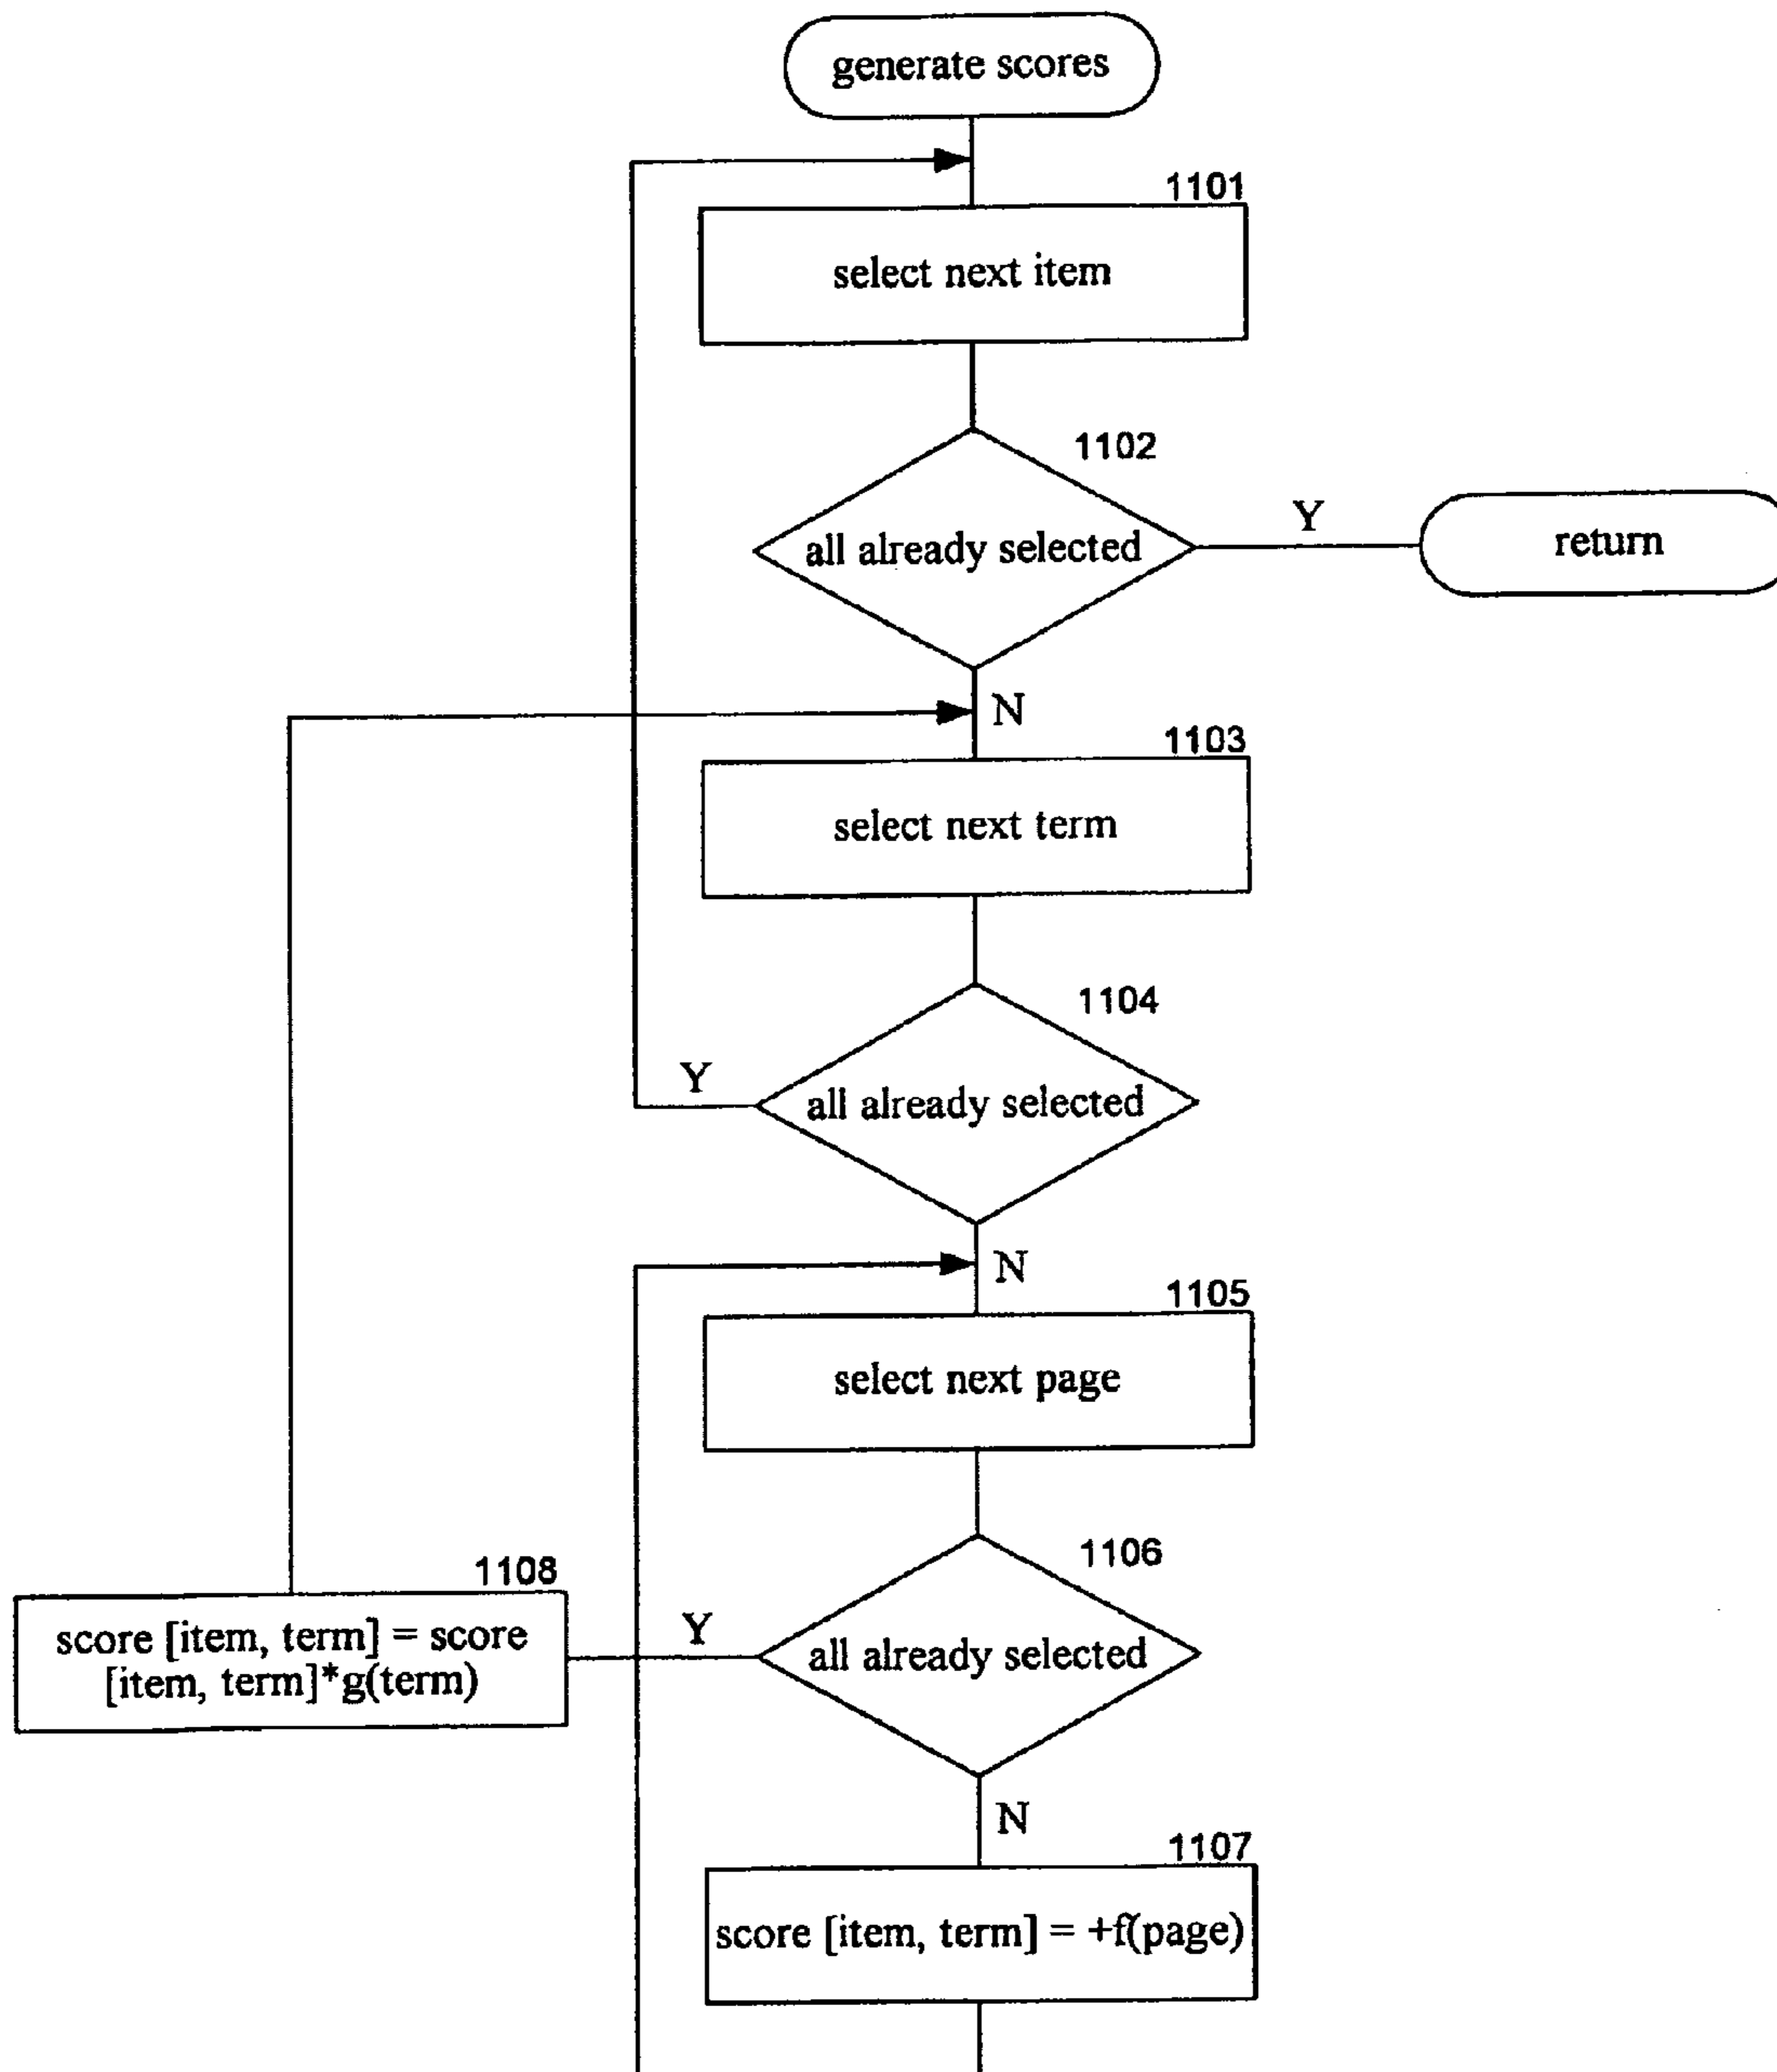 generate scores
1101
select next item
1102
all already selected
Y
return
N
1103
select next term
1104
Y
all already selected
N
1105
select next page
1106
1108
Y
all already selected
score [item, term] = score
[item, term]*g(term)
N
1107
score [item, term] = +f(page)